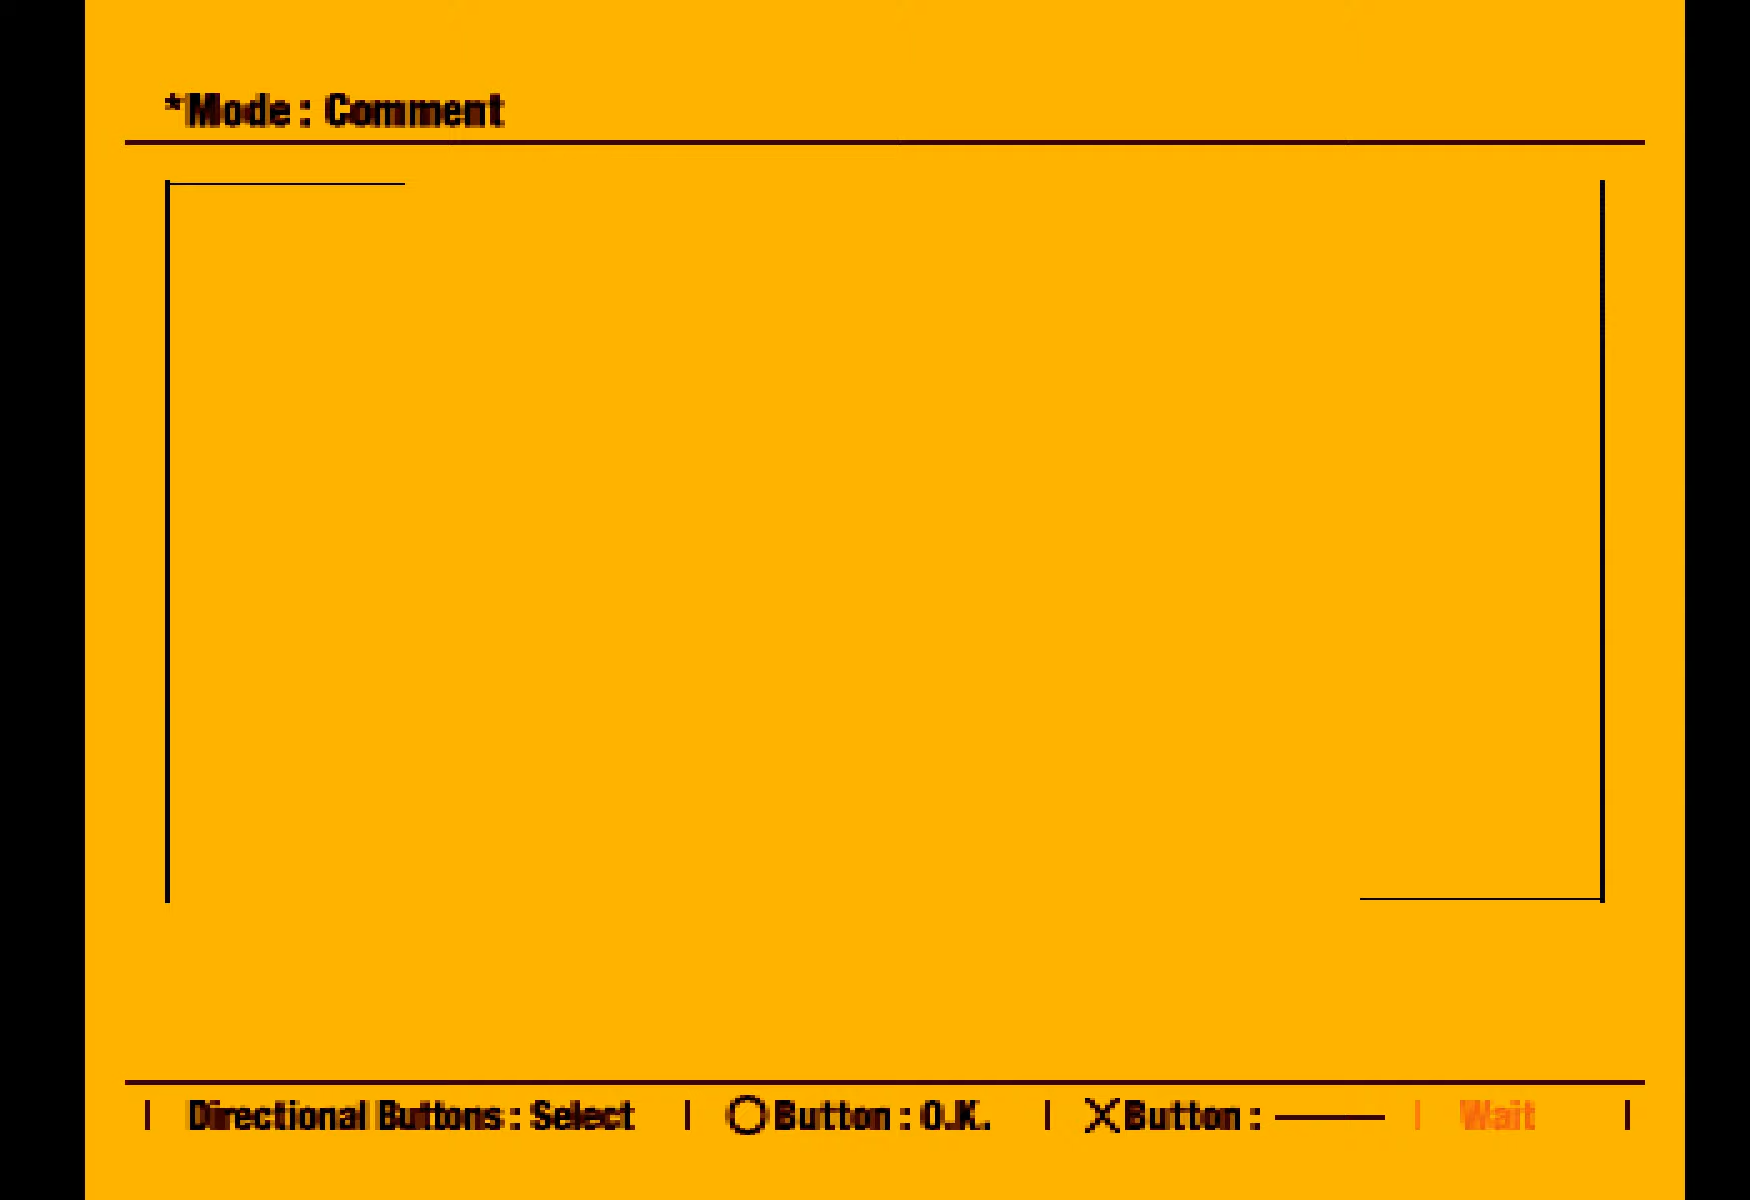 *Mode : Comment
| Directional Buttons : Select | ○Button : O.K. | ×Button : ―― | Wait |